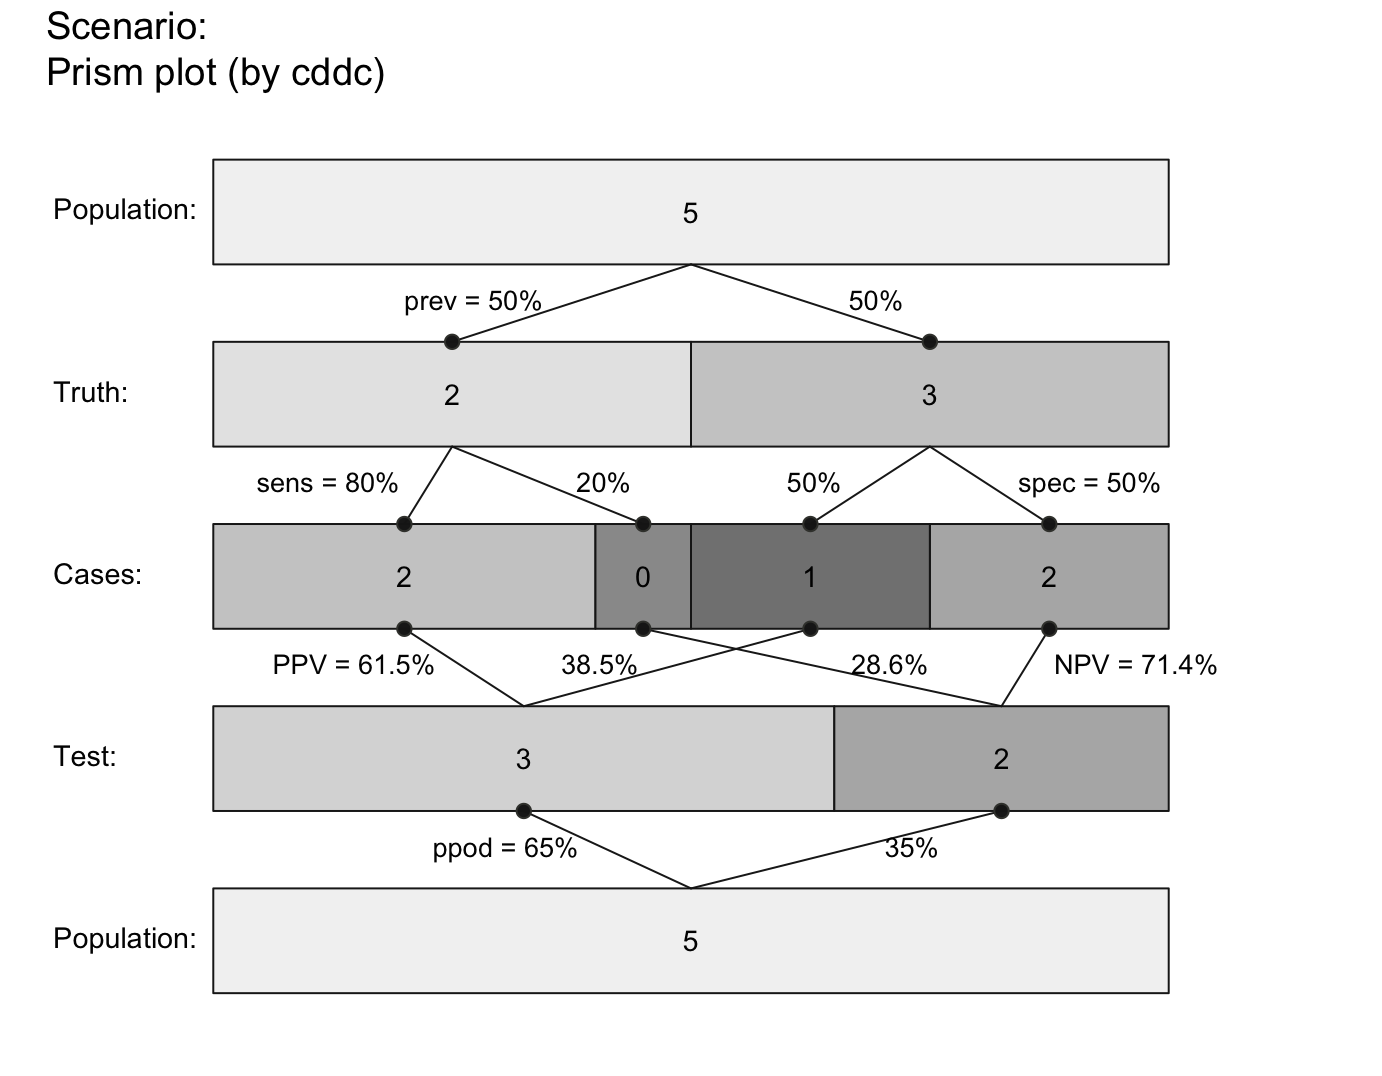 Scenario:
Prism plot (by cddc)
Population:
5
prev = 50%
50%
Truth:
2
3
sens = 80%
20%
50%
spec = 50%
Cases:
2
0
1
2
PPV = 61.5%
38.5%
28.6%
NPV = 71.4%
Test:
3
2
ppod = 65%
35%
Population:
5